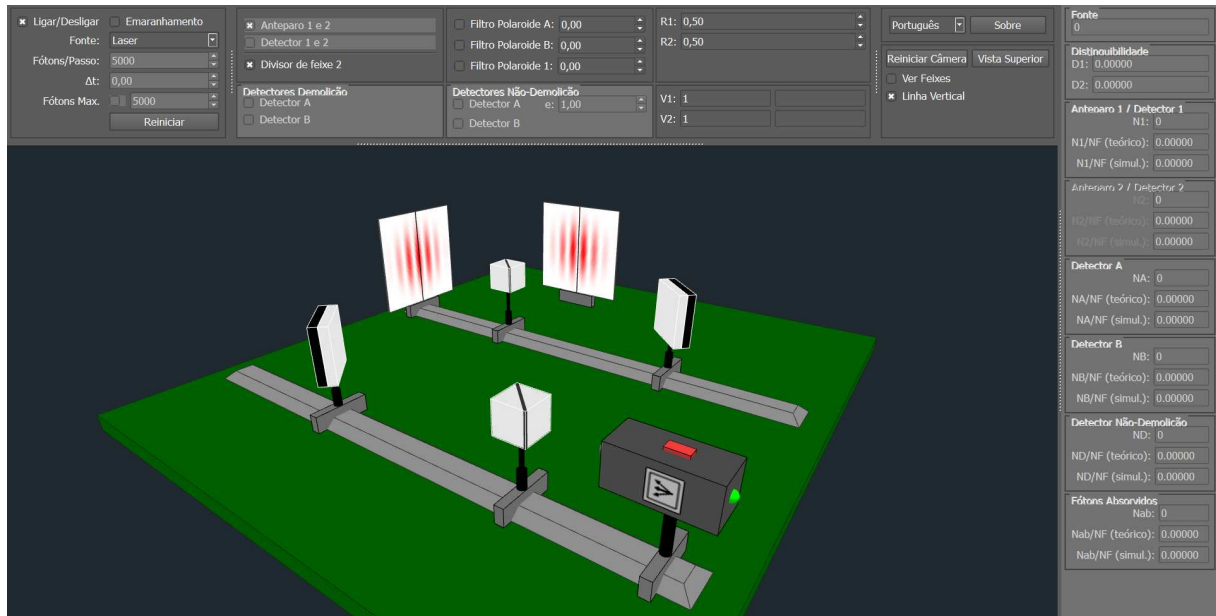 Ligar/Desligar Emaranhamento
Fonte: Laser
Fótons/Passo: 5000
Δt: 0,00
Fótons Max. 5000
Reiniciar
Anteparo 1 e 2
Detector 1 e 2
Divisor de feixe 2
Detectores Demolição
Detector A
Detector B
Filtro Polaroide A: 0,00
Filtro Polaroide B: 0,00
Filtro Polaroide 1: 0,00
Detectores Não-Demolição
Detector A e: 1,00
Detector B
R1: 0,50
R2: 0,50
V1: 1
V2: 1
Português Sobre
Reiniciar Câmera Vista Superior
Ver Feixes
Linha Vertical
Fonte
0
Distinguibilidade
D1: 0.00000
D2: 0.00000
Anteparo 1 / Detector 1
N1: 0
N1/NF (teórico): 0.00000
N1/NF (simul.): 0.00000
Anteparo 2 / Detector 2
N2: 0
N2/NF (teórico): 0.00000
N2/NF (simul.): 0.00000
Detector A
NA: 0
NA/NF (teórico): 0.00000
NA/NF (simul.): 0.00000
Detector B
NB: 0
NB/NF (teórico): 0.00000
NB/NF (simul.): 0.00000
Detector Não-Demolição
ND: 0
ND/NF (teórico): 0.00000
ND/NF (simul.): 0.00000
Fótons Absorvidos
Nab: 0
Nab/NF (teórico): 0.00000
Nab/NF (simul.): 0.00000